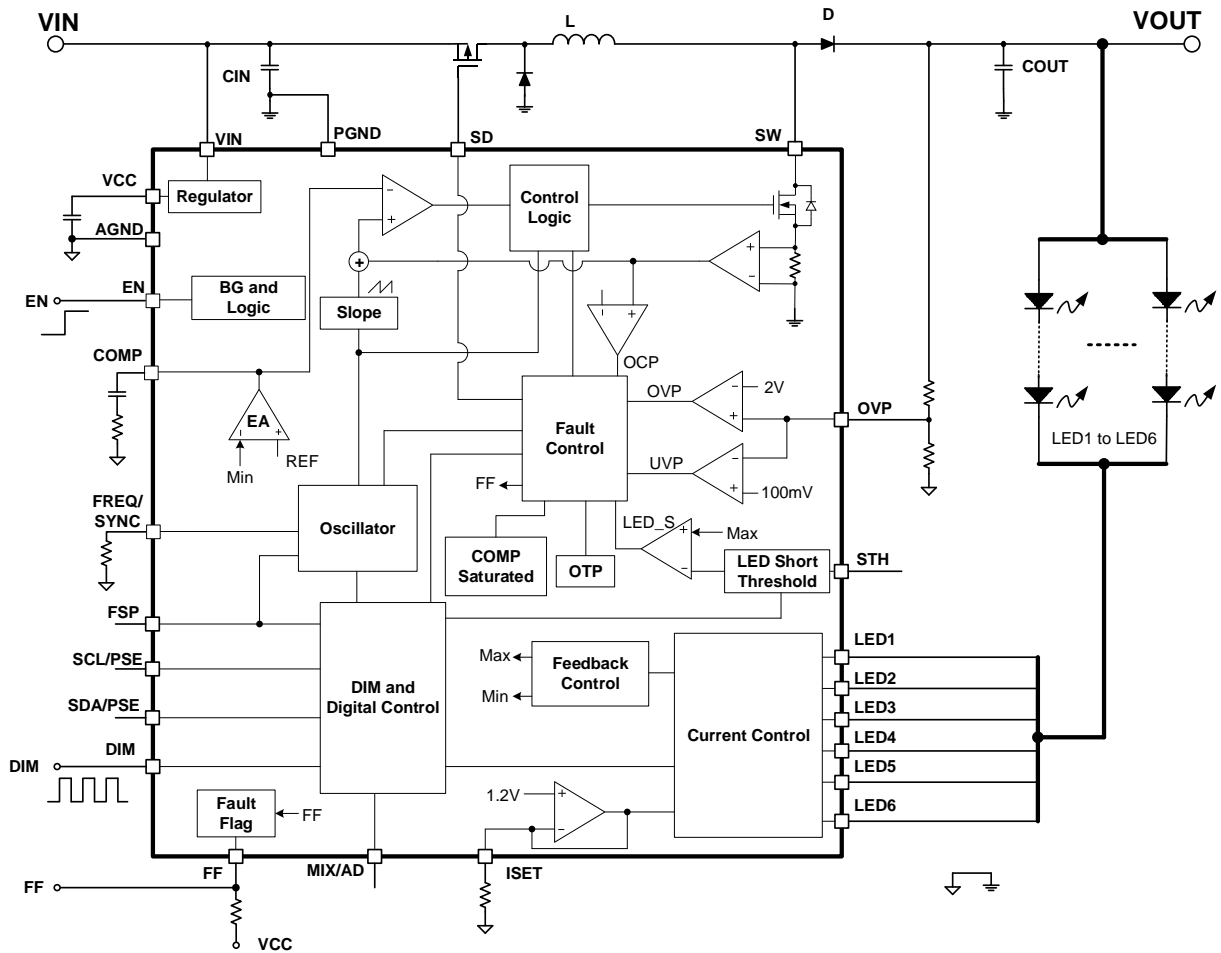 VIN
L
D
VOUT
CIN
COUT
VIN
PGND
SD
SW
VCC
Regulator
AGND
Control
Logic
EN
EN
BG and
Logic
Slope
COMP
OCP
EA
Min
REF
Fault
Control
OVP
2V
UVP
100mV
OVP
LED1 to LED6
FF
FREQ/
SYNC
Oscillator
LED_S
Max
COMP
Saturated
OTP
LED Short
Threshold
STH
FSP
SCL/PSE
SDA/PSE
DIM
DIM
DIM and
Digital Control
Max
Min
Feedback
Control
Current Control
LED1
LED2
LED3
LED4
LED5
LED6
1.2V
Fault
Flag
FF
FF
MIX/AD
ISET
FF
VCC